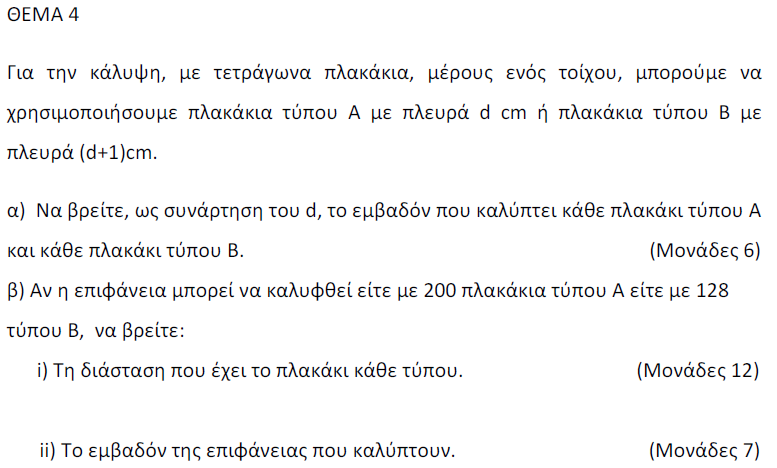 ΘΕΜΑ 4
Για την κάλυψη, με τετράγωνα πλακάκια, μέρους ενός τοίχου, μπορούμε να
χρησιμοποιήσουμε πλακάκια τύπου Α με πλευρά d cm ή πλακάκια τύπου Β με
πλευρά (d+1)cm.
α) Να βρείτε, ως συνάρτηση του d, το εμβαδόν που καλύπτει κάθε πλακάκι τύπου Α
και κάθε πλακάκι τύπου Β. (Μονάδες 6)
β) Αν η επιφάνεια μπορεί να καλυφθεί είτε με 200 πλακάκια τύπου Α είτε με 128
τύπου Β, να βρείτε:
i) Τη διάσταση που έχει το πλακάκι κάθε τύπου. (Μονάδες 12)
ii) Το εμβαδόν της επιφάνειας που καλύπτουν. (Μονάδες 7)